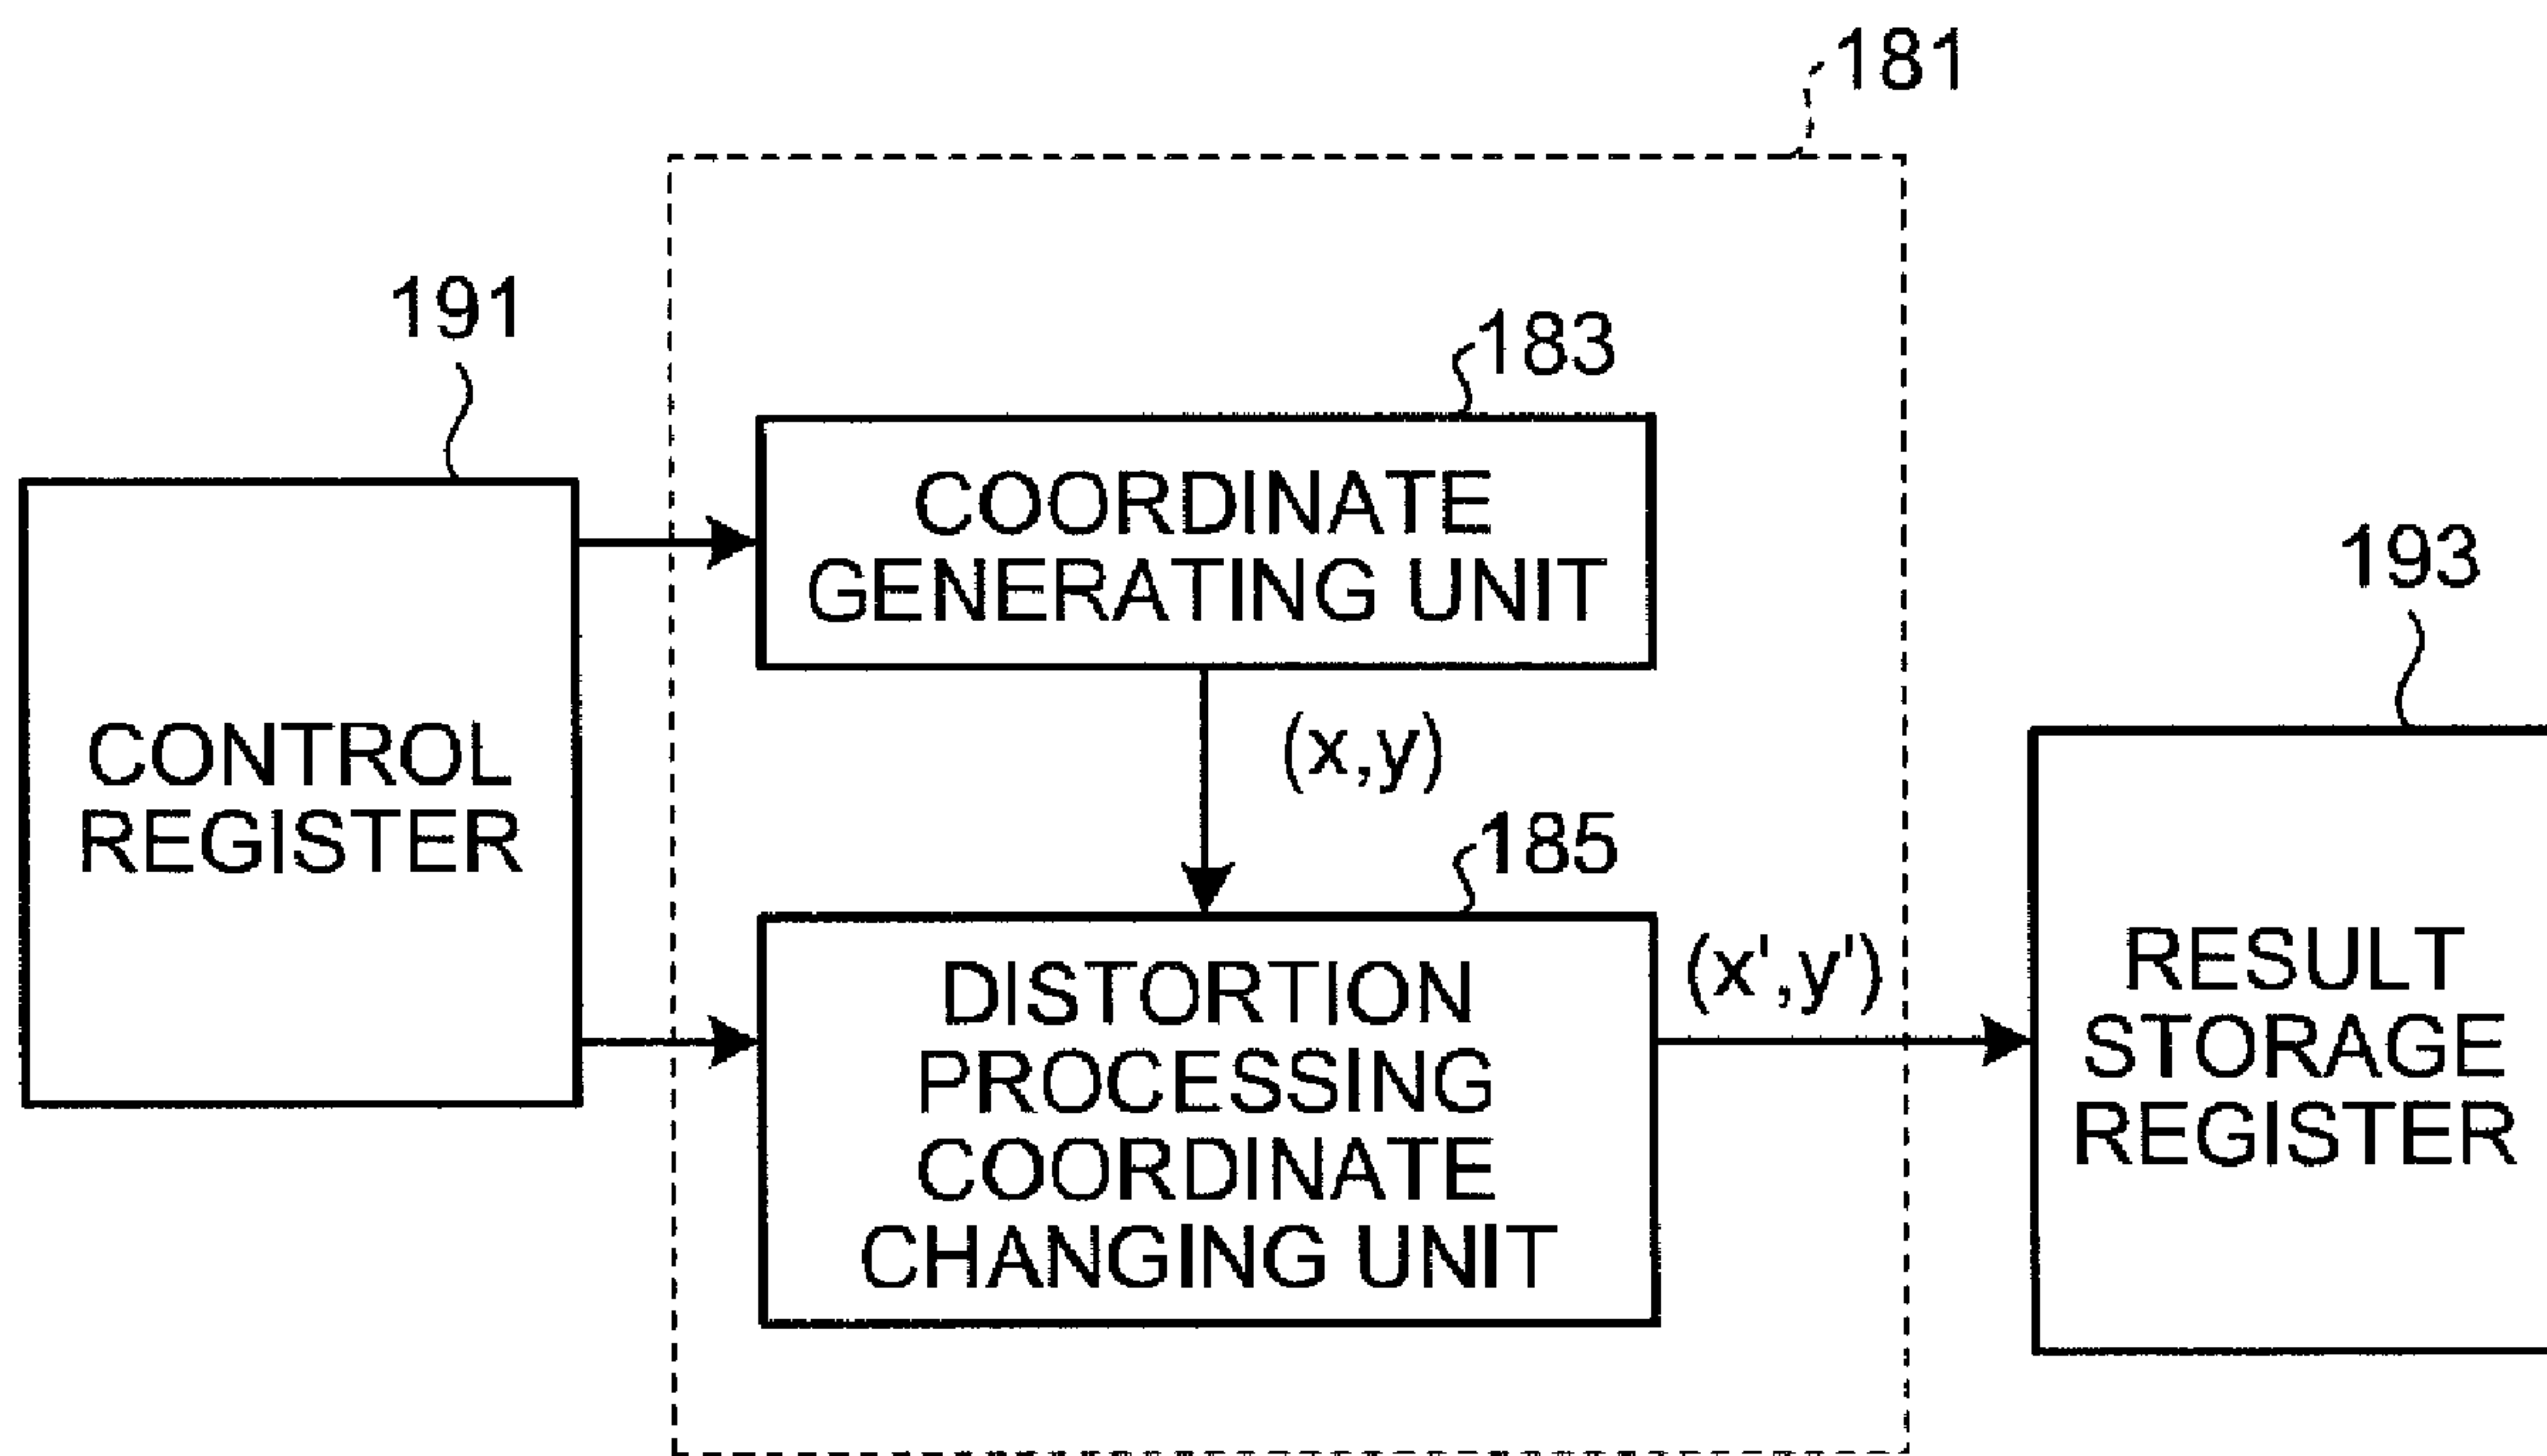 181
191
183
COORDINATE
GENERATING UNIT
193
CONTROL
REGISTER
(x,y)
185
DISTORTION
PROCESSING
COORDINATE
CHANGING UNIT
(x',y')
RESULT
STORAGE
REGISTER